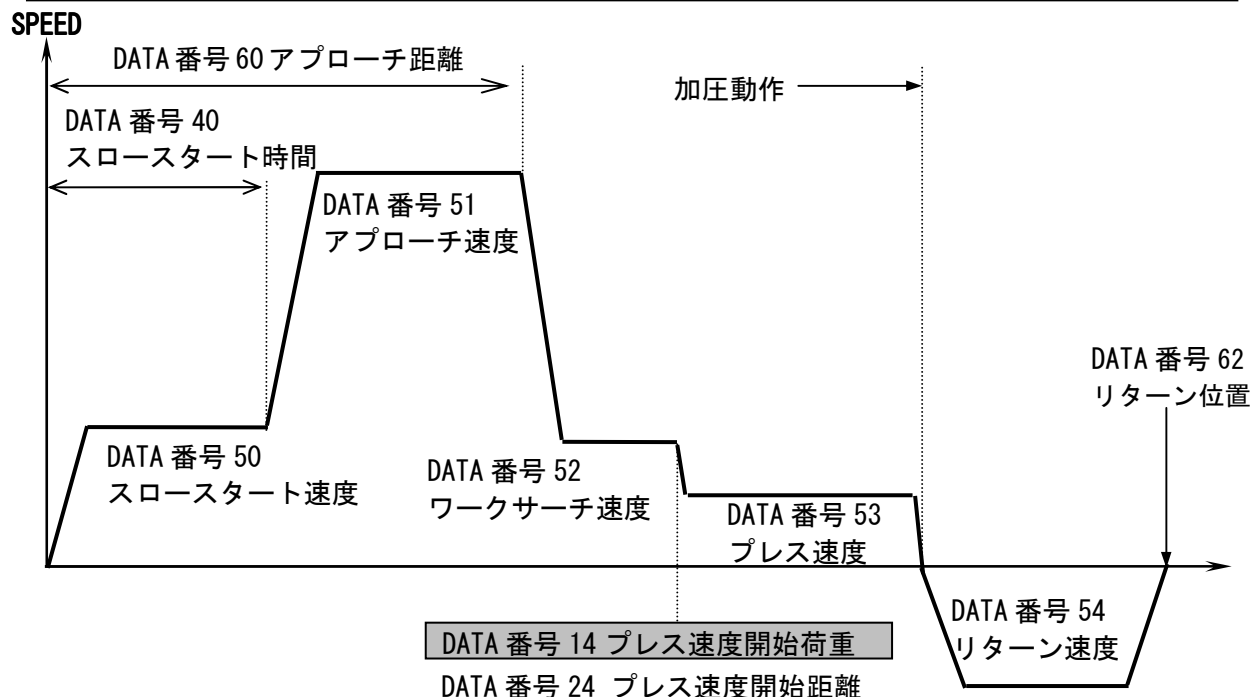 SPEED
DATA 番号 60 アプローチ距離
加圧動作
DATA 番号 40
スロースタート時間
DATA 番号 51
アプローチ速度
DATA 番号 62
リターン位置
DATA 番号 50
スロースタート速度
DATA 番号 52
ワークサーチ速度
DATA 番号 53
プレス速度
DATA 番号 54
リターン速度
DATA 番号 14 プレス速度開始荷重
DATA 番号 24 プレス速度開始距離